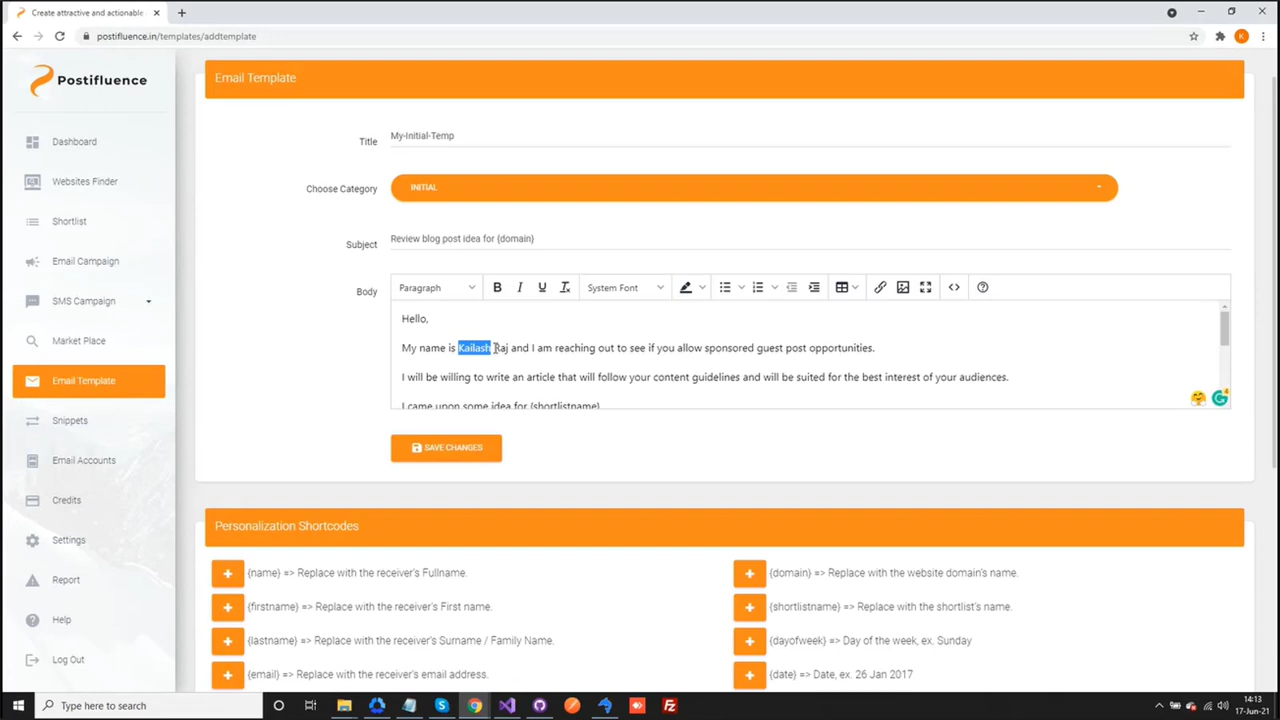 Create attractive and actionable
postifluence.in/templates/addtemplate
K
Postifluence
Dashboard
Websites Finder
Shortlist
Email Campaign
SMS Campaign
Market Place
Email Template
Snippets
Email Accounts
Credits
Settings
Report
Help
Log Out
Email Template
Title
My-Initial-Temp
Choose Category
INITIAL
Subject
Review blog post idea for {domain}
Body
Paragraph
B I U
System Font
Hello,
My name is Kailash Raj and I am reaching out to see if you allow sponsored guest post opportunities.
I will be willing to write an article that will follow your content guidelines and will be suited for the best interest of your audiences.
I came upon some idea for {shortlistname}
SAVE CHANGES
Personalization Shortcodes
{name} => Replace with the receiver's Fullname.
{domain} => Replace with the website domain's name.
{firstname} => Replace with the receiver's First name.
{shortlistname} => Replace with the shortlist's name.
{lastname} => Replace with the receiver's Surname / Family Name.
{dayofweek} => Day of the week, ex. Sunday
{email} => Replace with the receiver's email address.
{date} => Date, ex. 26 Jan 2017
Type here to search
14:13
17-Jun-21